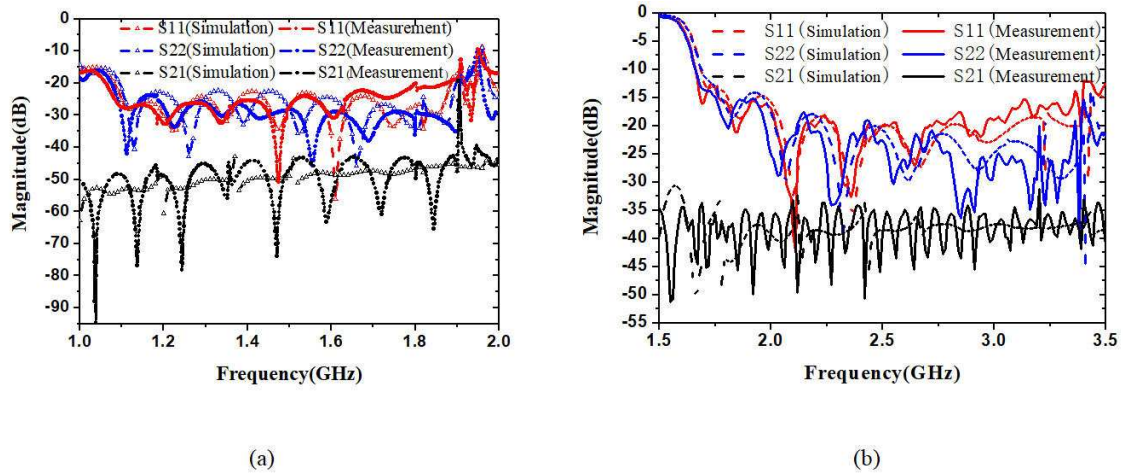 S11(Simulation) S11(Measurement)
S22(Simulation) S22(Measurement)
S21(Simulation) S21(Measurement)
Magnitude(dB)
0
-10
-20
-30
-40
-50
-60
-70
-80
-90
1.0 1.2 1.4 1.6 1.8 2.0
Frequency(GHz)
(a)
S11(Simulation) S11(Measurement)
S22(Simulation) S22(Measurement)
S21(Simulation) S21(Measurement)
Magnitude(dB)
0
-5
-10
-15
-20
-25
-30
-35
-40
-45
-50
-55
1.5 2.0 2.5 3.0 3.5
Frequency(GHz)
(b)